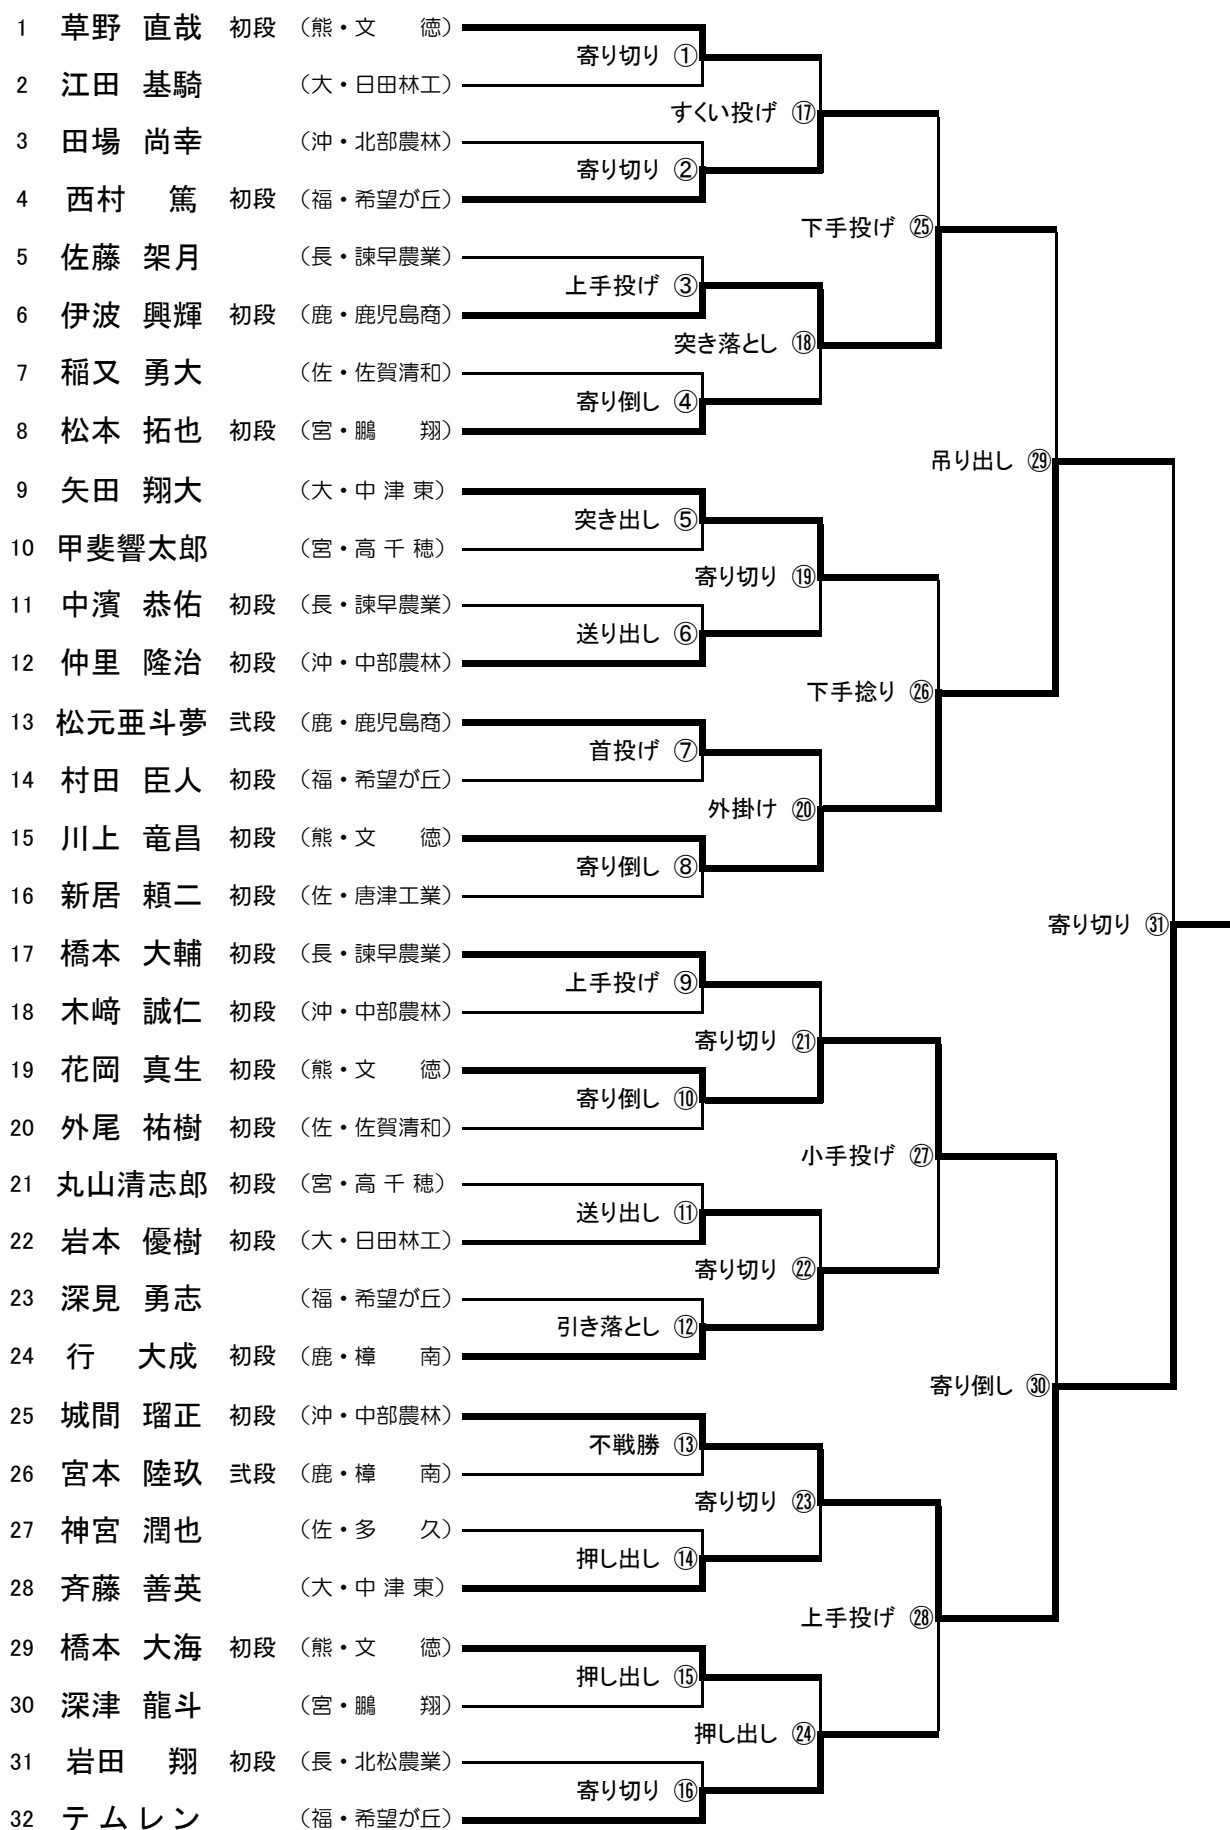 1 草野 直哉 初段 (熊・文 徳)
寄り切り ①
2 江田 基騎 (大・日田林工)
すくい投げ ⑰
3 田場 尚幸 (沖・北部農林)
寄り切り ②
4 西村 篤 初段 (福・希望が丘)
下手投げ ㉕
5 佐藤 架月 (長・諫早農業)
上手投げ ③
6 伊波 興輝 初段 (鹿・鹿児島商)
突き落とし ⑱
7 稲又 勇大 (佐・佐賀清和)
寄り倒し ④
8 松本 拓也 初段 (宮・鵬 翔)
吊り出し ㉙
9 矢田 翔大 (大・中津東)
突き出し ⑤
10 甲斐響太郎 (宮・高千穂)
寄り切り ⑲
11 中濱 恭佑 初段 (長・諫早農業)
送り出し ⑥
12 仲里 隆治 初段 (沖・中部農林)
下手捻り ㉖
13 松元亜斗夢 弐段 (鹿・鹿児島商)
首投げ ⑦
14 村田 臣人 初段 (福・希望が丘)
外掛け ⑳
15 川上 竜昌 初段 (熊・文 徳)
寄り倒し ⑧
16 新居 頼二 初段 (佐・唐津工業)
寄り切り ㉛
17 橋本 大輔 初段 (長・諫早農業)
上手投げ ⑨
18 木﨑 誠仁 初段 (沖・中部農林)
寄り切り ㉑
19 花岡 真生 初段 (熊・文 徳)
寄り倒し ⑩
20 外尾 祐樹 初段 (佐・佐賀清和)
小手投げ ㉗
21 丸山清志郎 初段 (宮・高千穂)
送り出し ⑪
22 岩本 優樹 初段 (大・日田林工)
寄り切り ㉒
23 深見 勇志 (福・希望が丘)
引き落とし ⑫
24 行 大成 初段 (鹿・樟 南)
寄り倒し ㉚
25 城間 瑠正 初段 (沖・中部農林)
不戦勝 ⑬
26 宮本 陸玖 弐段 (鹿・樟 南)
寄り切り ㉓
27 神宮 潤也 (佐・多 久)
押し出し ⑭
28 斉藤 善英 (大・中津東)
上手投げ ㉘
29 橋本 大海 初段 (熊・文 徳)
押し出し ⑮
30 深津 龍斗 (宮・鵬 翔)
押し出し ㉔
31 岩田 翔 初段 (長・北松農業)
寄り切り ⑯
32 テムレン (福・希望が丘)